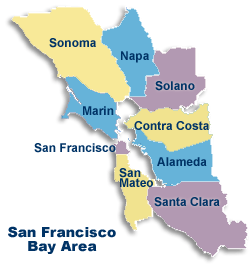 Sonoma
Napa
Solano
Marin
Contra Costa
San Francisco
Alameda
San
Mateo
Santa Clara
San Francisco
Bay Area